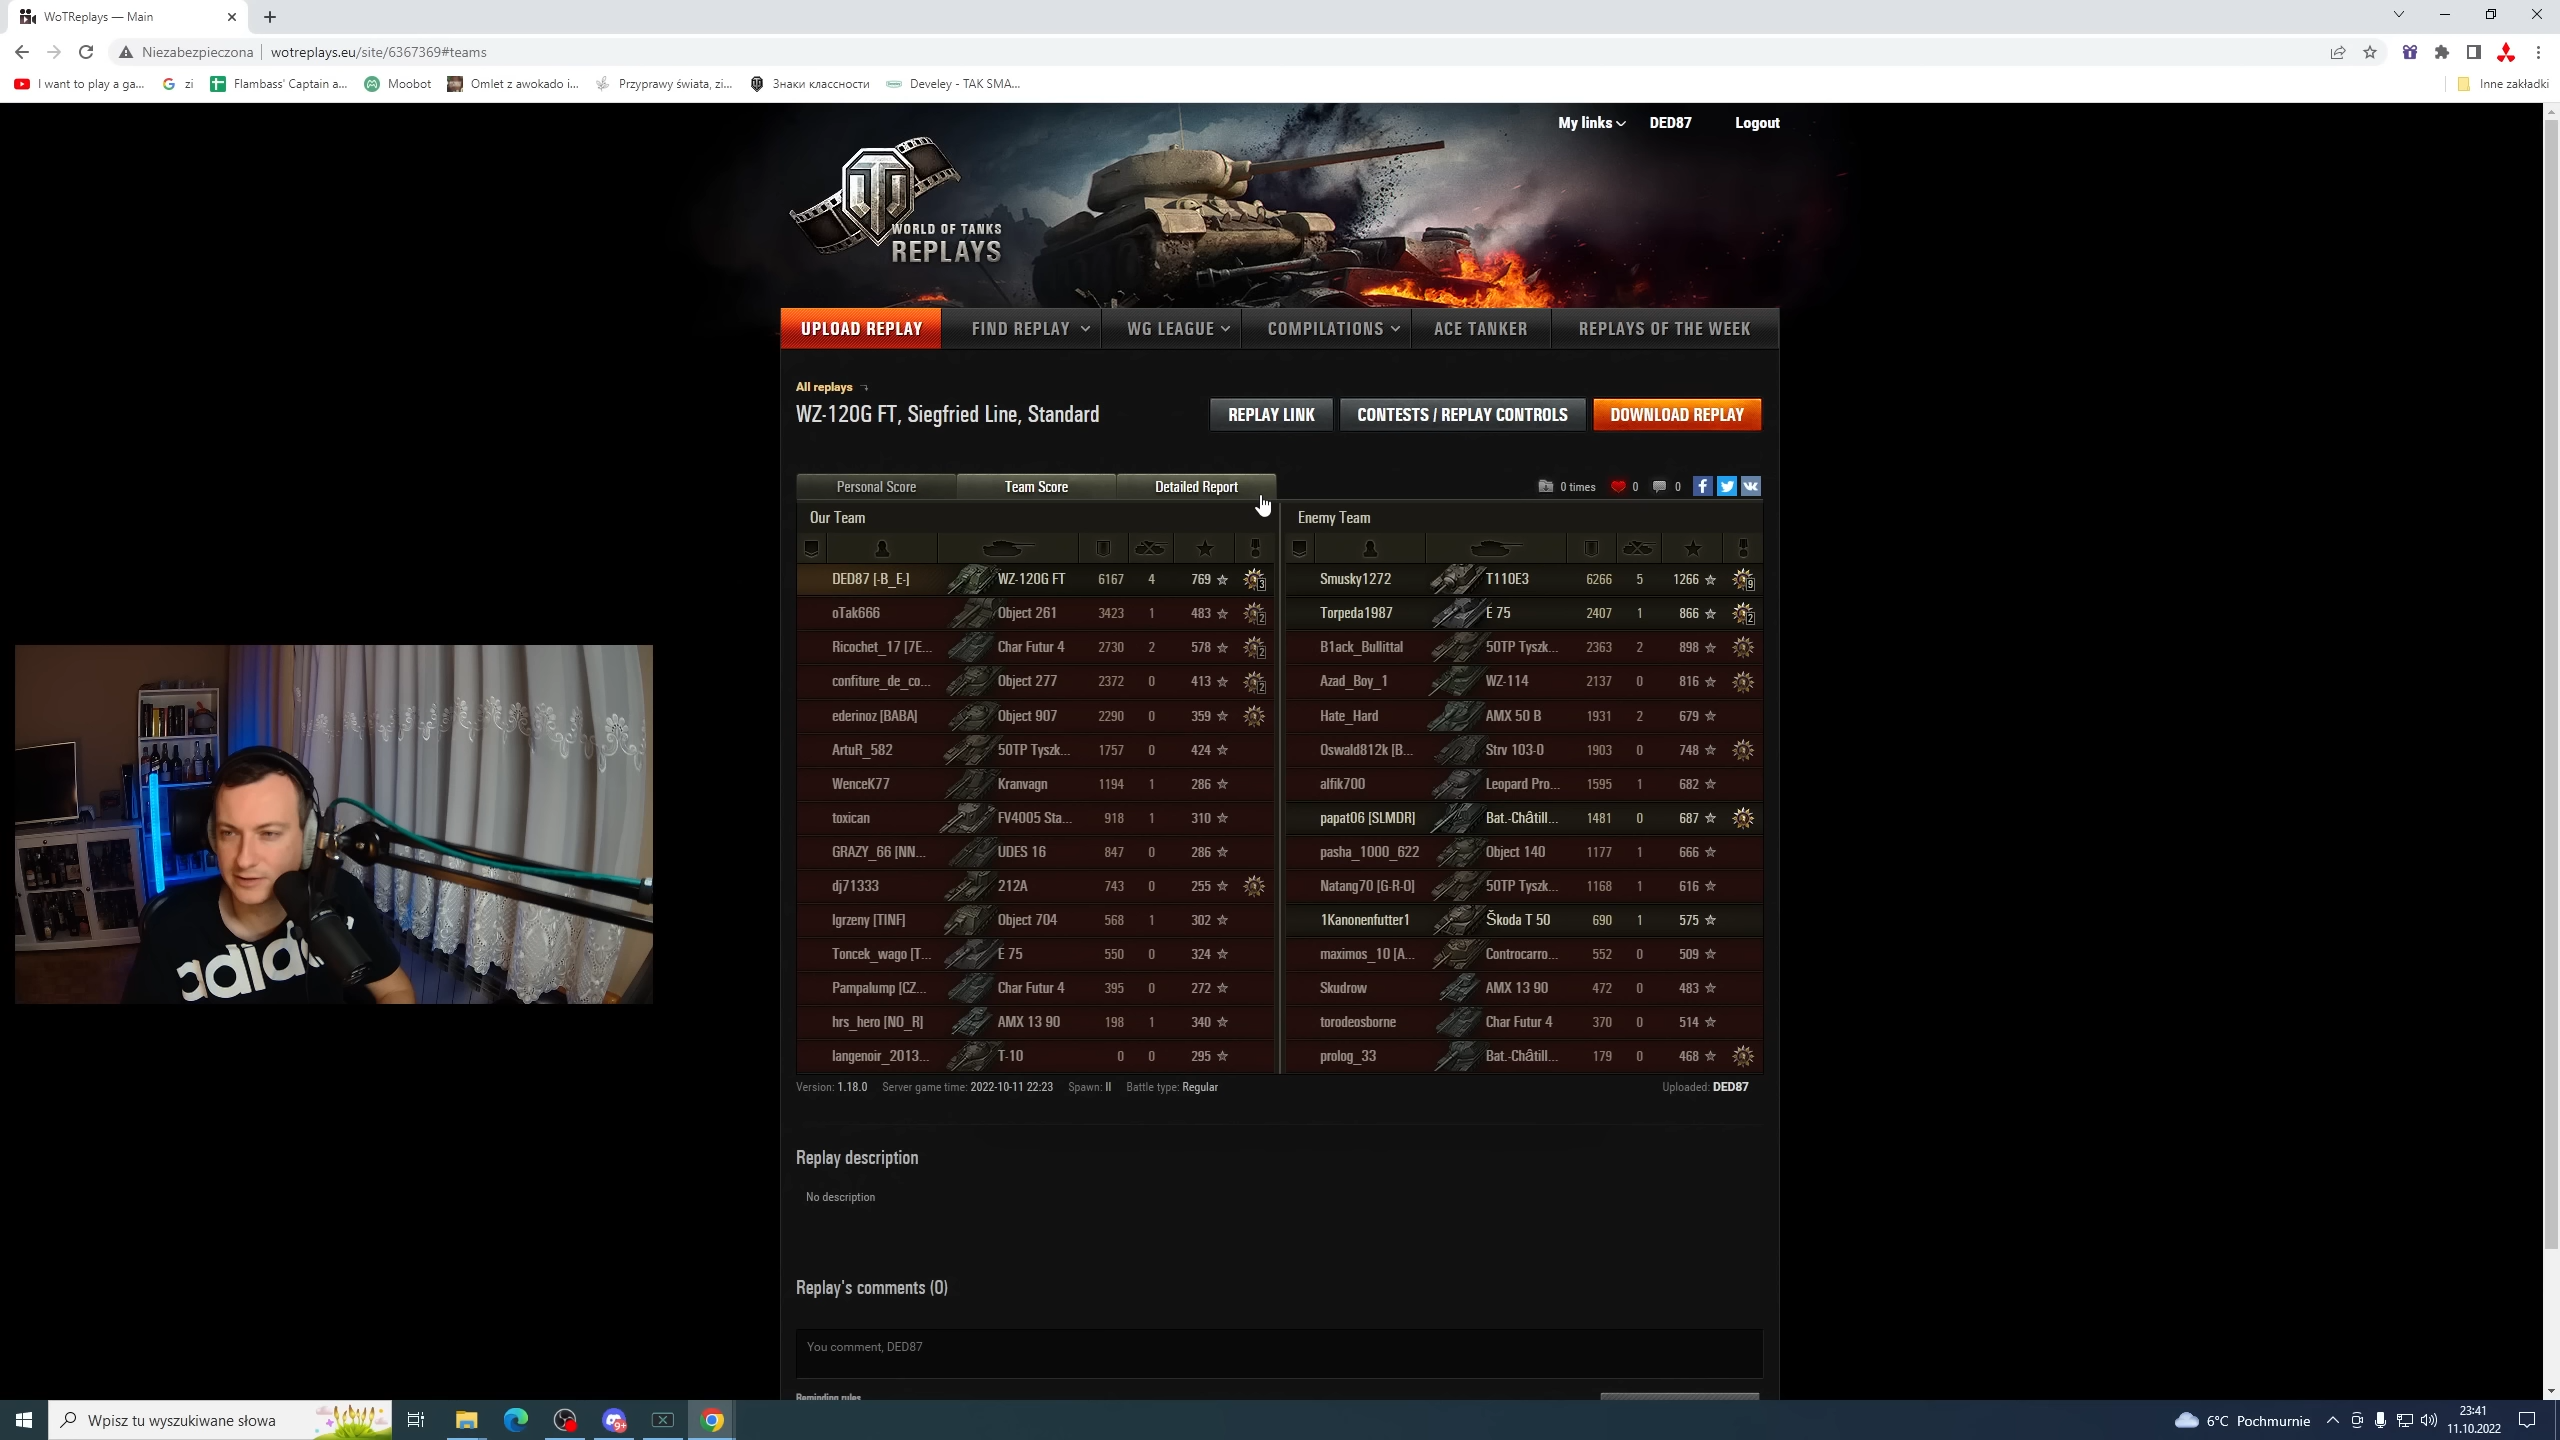 WoTReplays — Main
Niezabezpieczona wotreplays.eu/site/6367369#teams
I want to play a ga... zi Flambass' Captain a... Moobot Omlet z awokado i... Przyprawy świata, zi... Знаки классности Develey - TAK SMA... Inne zakładki
My links DED87 Logout
WORLD OF TANKS
REPLAYS
UPLOAD REPLAY FIND REPLAY WG LEAGUE COMPILATIONS ACE TANKER REPLAYS OF THE WEEK
All replays
WZ-120G FT, Siegfried Line, Standard REPLAY LINK CONTESTS / REPLAY CONTROLS DOWNLOAD REPLAY
Personal Score Team Score Detailed Report 0 times 0 0
Our Team Enemy Team
DED87 [-B_E-] WZ-120G FT 6167 4 769 3 Smusky1272 T110E3 6266 5 1266 9
oTak666 Object 261 3423 1 483 2 Torpeda1987 E 75 2407 1 866 2
Ricochet_17 [7E... Char Futur 4 2730 2 578 2 B1ack_Bullittal 50TP Tyszk... 2363 2 898
confiture_de_co... Object 277 2372 0 413 2 Azad_Boy_1 WZ-114 2137 0 816
ederinoz [BABA] Object 907 2290 0 359 Hate_Hard AMX 50 B 1931 2 679
ArtuR_582 50TP Tyszk... 1757 0 424 Oswald812k [B... Strv 103-0 1903 0 748
WenceK77 Kranvagn 1194 1 286 alfik700 Leopard Pro... 1595 1 682
toxican FV4005 Sta... 918 1 310 papat06 [SLMDR] Bat.-Châtill... 1481 0 687
GRAZY_66 [NN... UDES 16 847 0 286 pasha_1000_622 Object 140 1177 1 666
dj71333 212A 743 0 255 Natang70 [G-R-O] 50TP Tyszk... 1168 1 616
lgrzeny [TINF] Object 704 568 1 302 1Kanonenfutter1 Škoda T 50 690 1 575
Toncek_wago [T... E 75 550 0 324 maximos_10 [A... Controcarro... 552 0 509
Pampalump [CZ... Char Futur 4 395 0 272 Skudrow AMX 13 90 472 0 483
hrs_hero [NO_R] AMX 13 90 198 1 340 torodeosborne Char Futur 4 370 0 514
langenoir_2013... T-10 0 0 295 prolog_33 Bat.-Châtill... 179 0 468
Version: 1.18.0 Server game time: 2022-10-11 22:23 Spawn: II Battle type: Regular Uploaded: DED87
adidas
Replay description
No description
Replay's comments (0)
You comment, DED87
Reminding rules
Wpisz tu wyszukiwane słowa 9+ 6°C Pochmurnie 23:41
11.10.2022